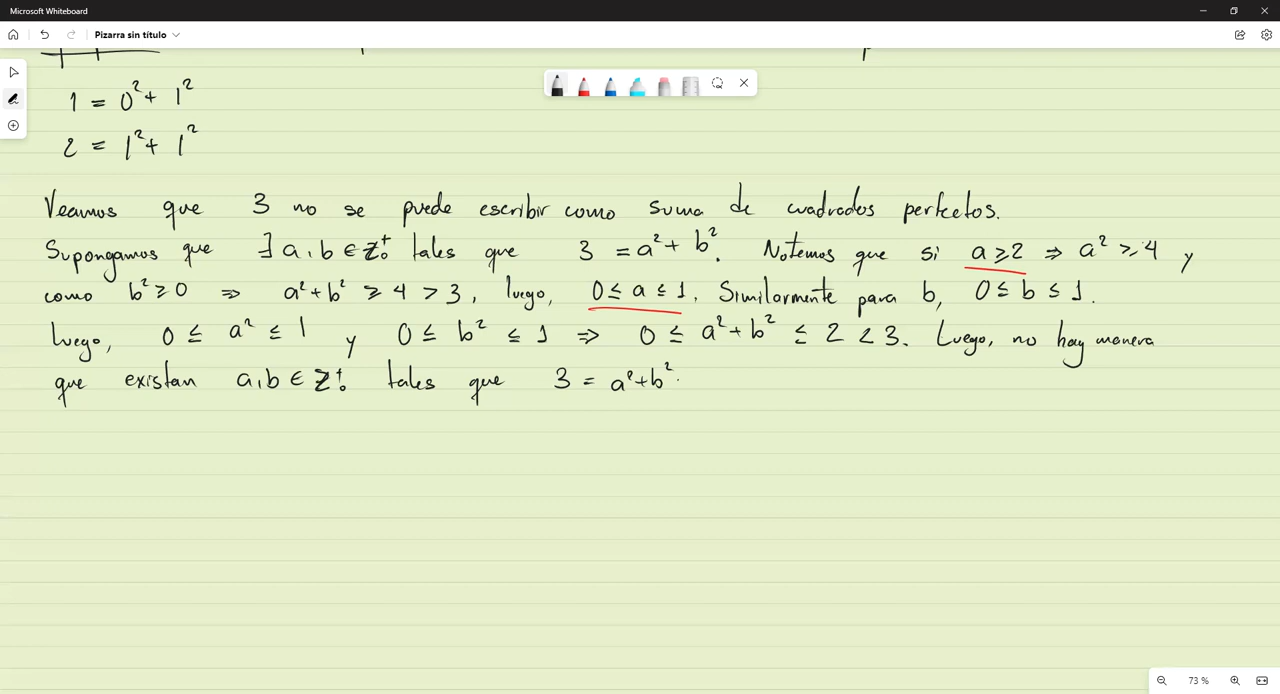 Microsoft Whiteboard
Pizarra sin título
1 = 0² + 1²
2 = 1² + 1²
Veamos que 3 no se puede escribir como suma de cuadrados perfectos.
Supongamos que ∃ a, b ∈ ℤ₀⁺ tales que 3 = a² + b². Notemos que si a ≥ 2 ⇒ a² ≥ 4 y
como b² ≥ 0 ⇒ a² + b² ≥ 4 > 3, luego, 0 ≤ a ≤ 1. Similarmente para b, 0 ≤ b ≤ 1.
luego, 0 ≤ a² ≤ 1 y 0 ≤ b² ≤ 1 ⇒ 0 ≤ a² + b² ≤ 2 < 3. Luego, no hay manera
que existan a, b ∈ ℤ₀⁺ tales que 3 = a² + b².
73 %